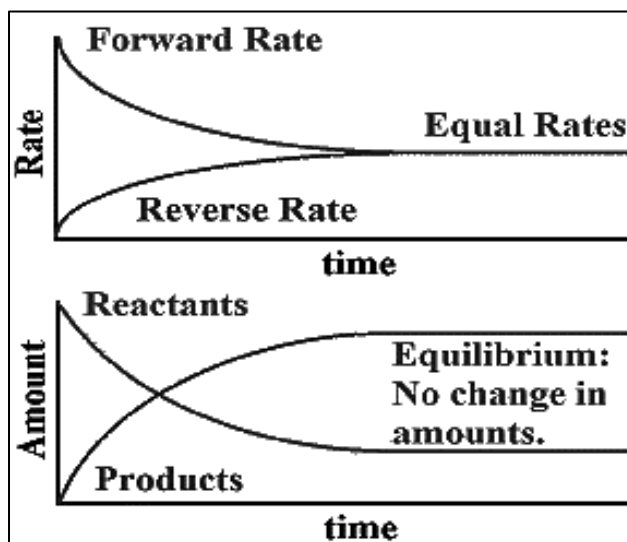 Forward Rate
Rate
Equal Rates
Reverse Rate
time
Reactants
Amount
Equilibrium:
No change in
amounts.
Products
time